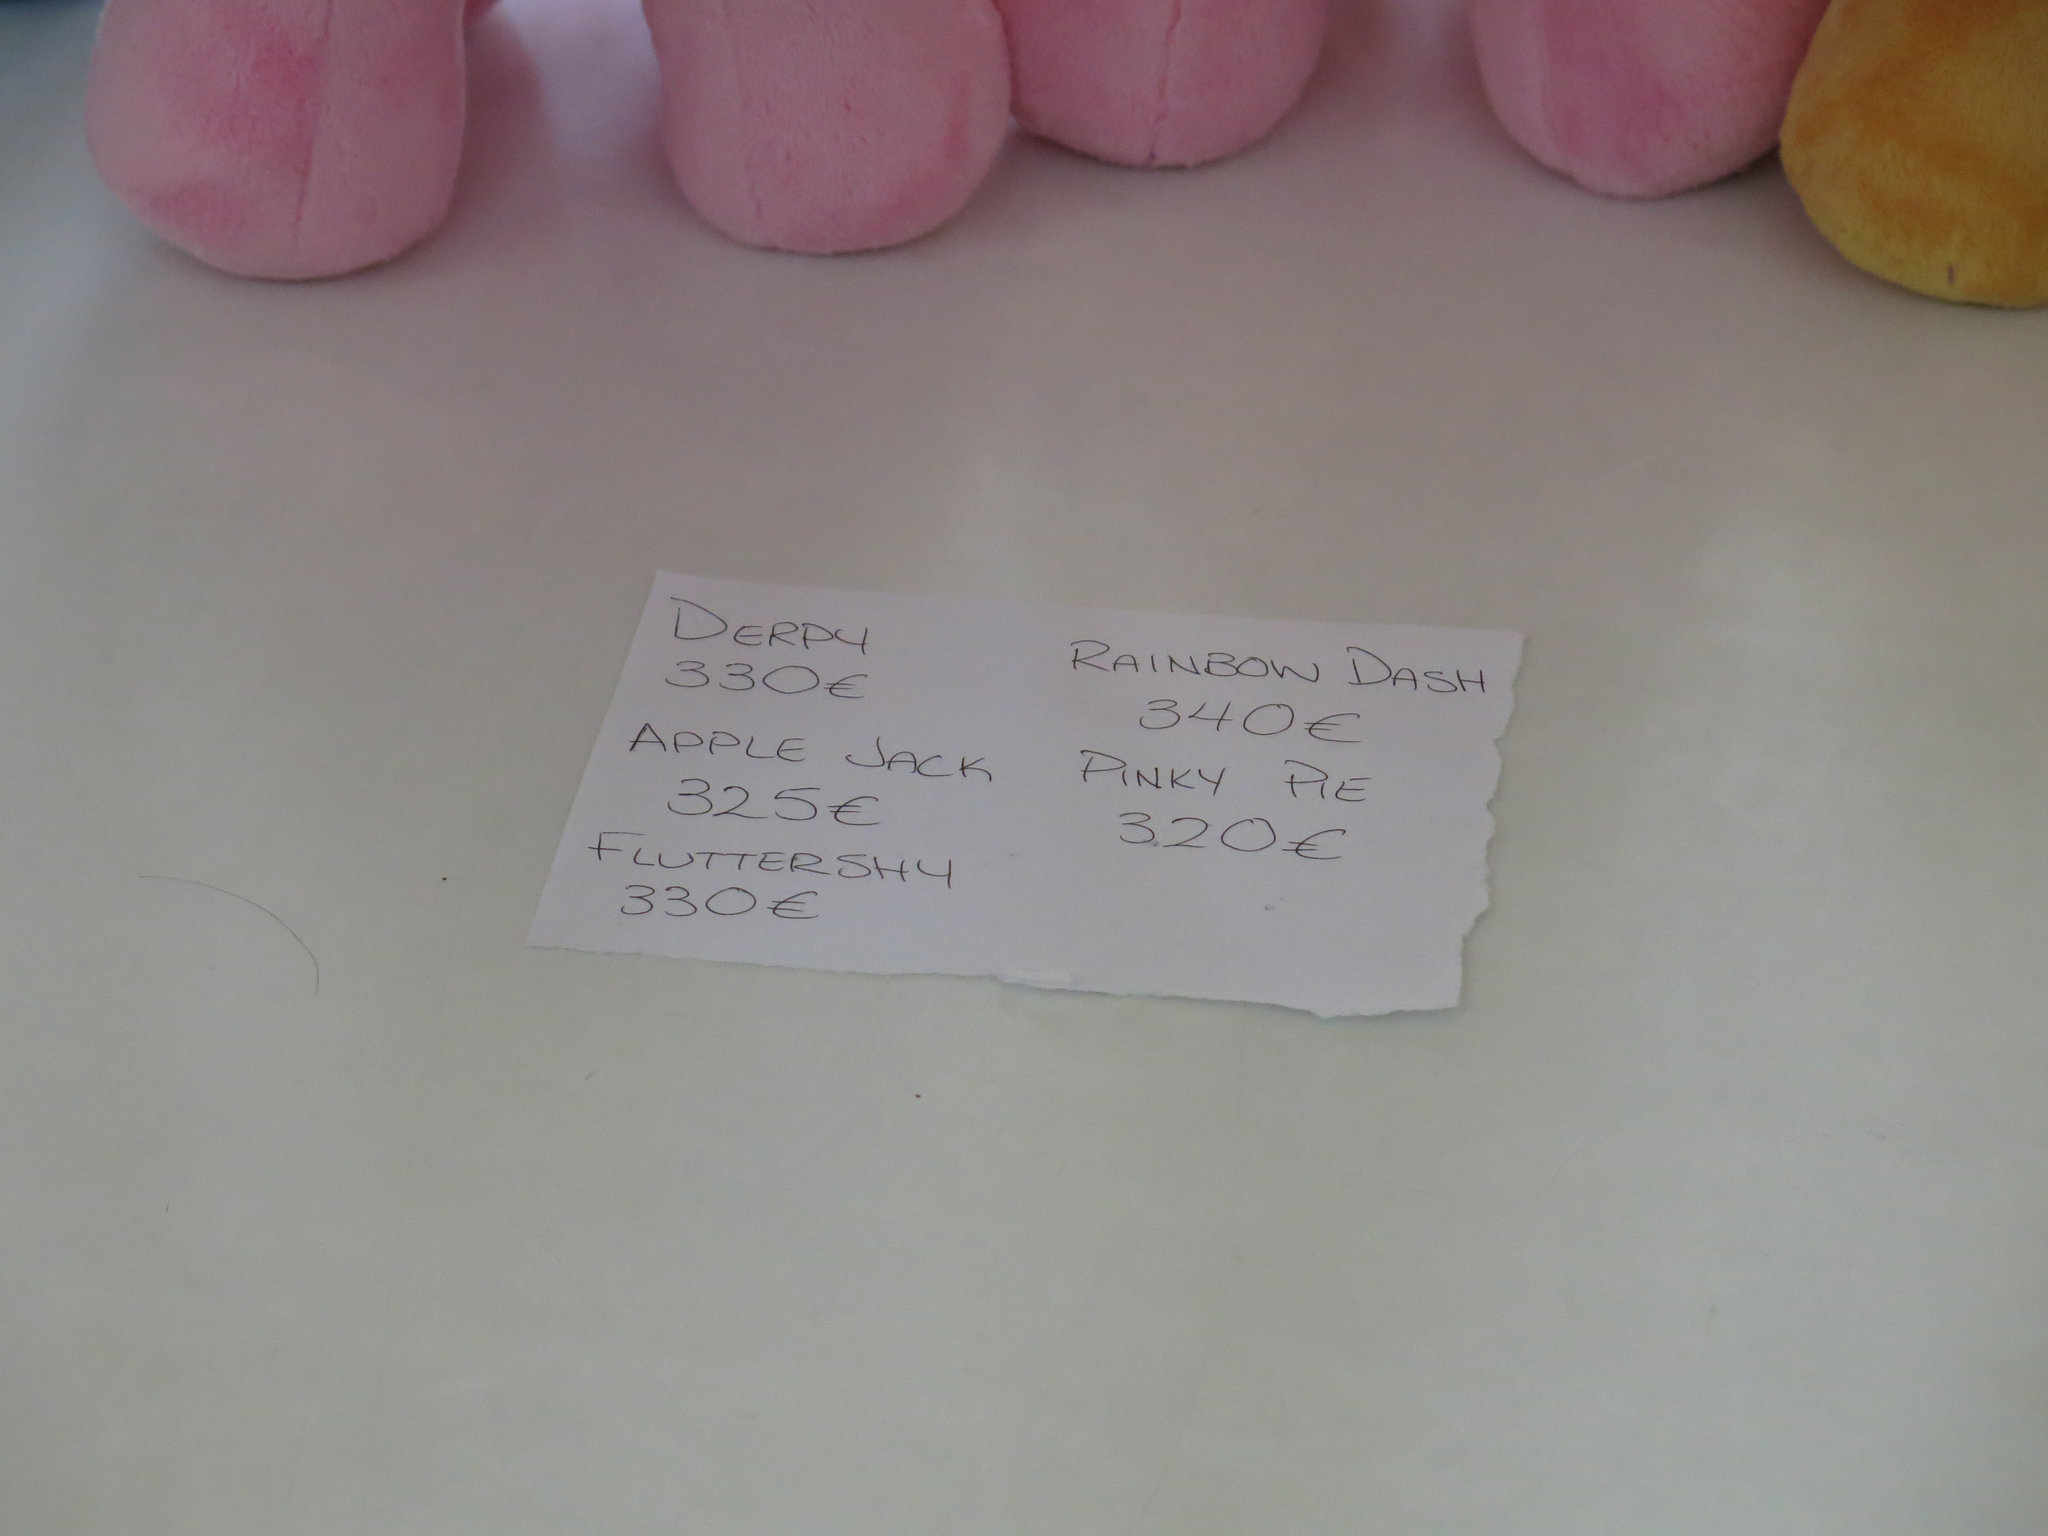 DERPY
330€
APPLE JACK
325€
FLUTTERSHY
330€
RAINBOW DASH
340€
PINKY PIE
320€